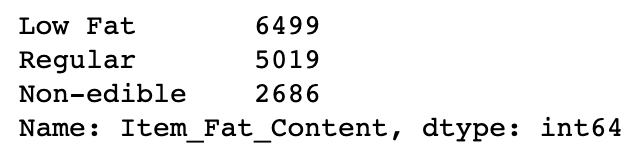 Low Fat       6499
Regular       5019
Non-edible    2686
Name: Item_Fat_Content, dtype: int64